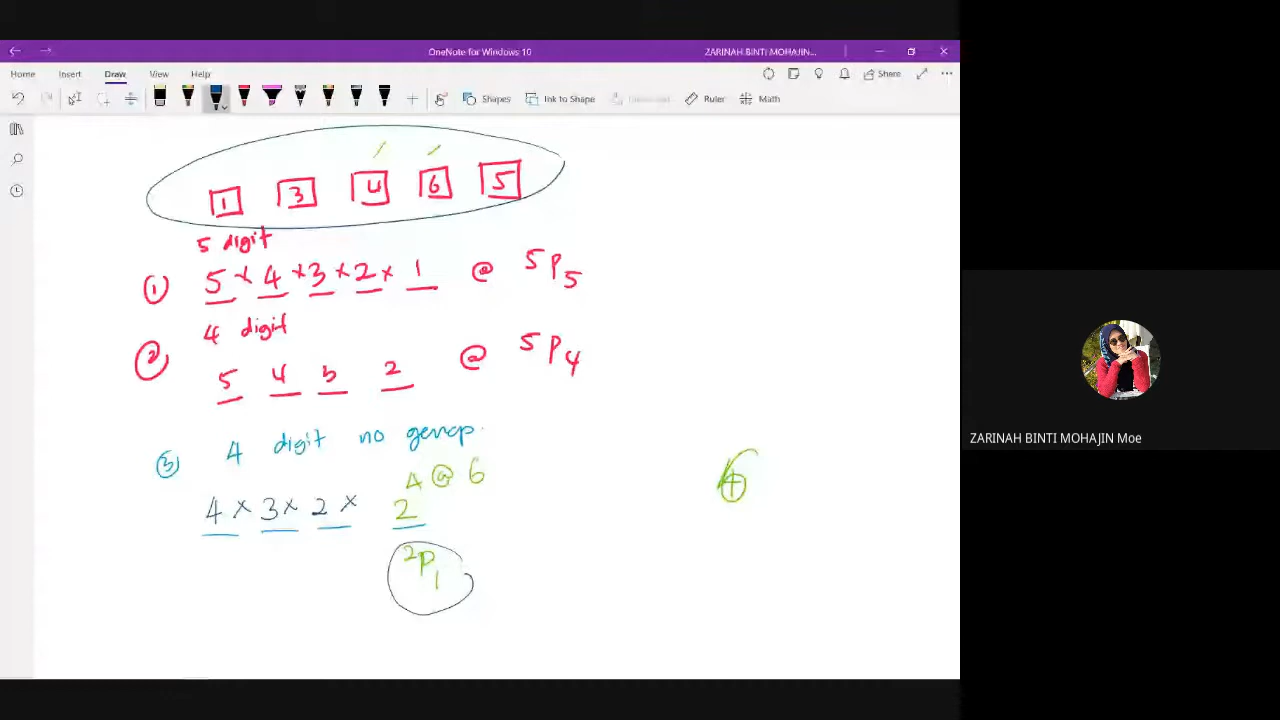 OneNote for Windows 10
ZARINAH BINTI MOHAJIN...
Home Insert Draw View Help
Share
Shapes Ink to Shape Ruler Math
1 3 4 6 5
5 digit
① 5 × 4 × 3 × 2 × 1 @ 5P5
4 digit
② 5 4 3 2 @ 5P4
③ 4 digit no genap.
4 @ 6
4 × 3 × 2 × 2
2P1
ZARINAH BINTI MOHAJIN Moe